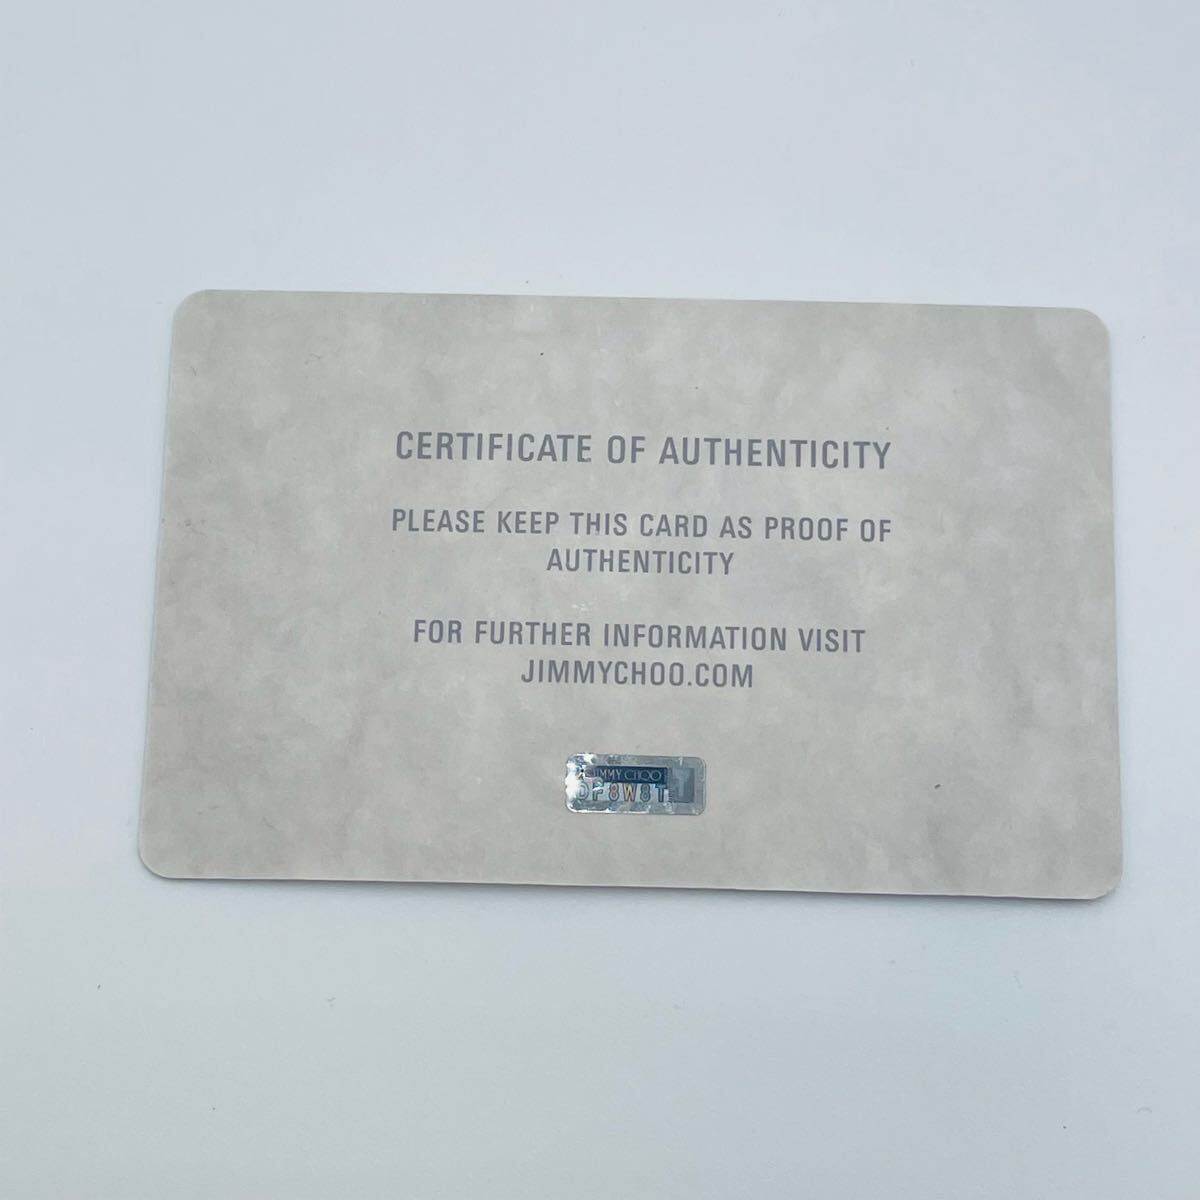 CERTIFICATE OF AUTHENTICITY
PLEASE KEEP THIS CARD AS PROOF OF
AUTHENTICITY
FOR FURTHER INFORMATION VISIT
JIMMYCHOO.COM
JIMMY CHOO
DF8W8T